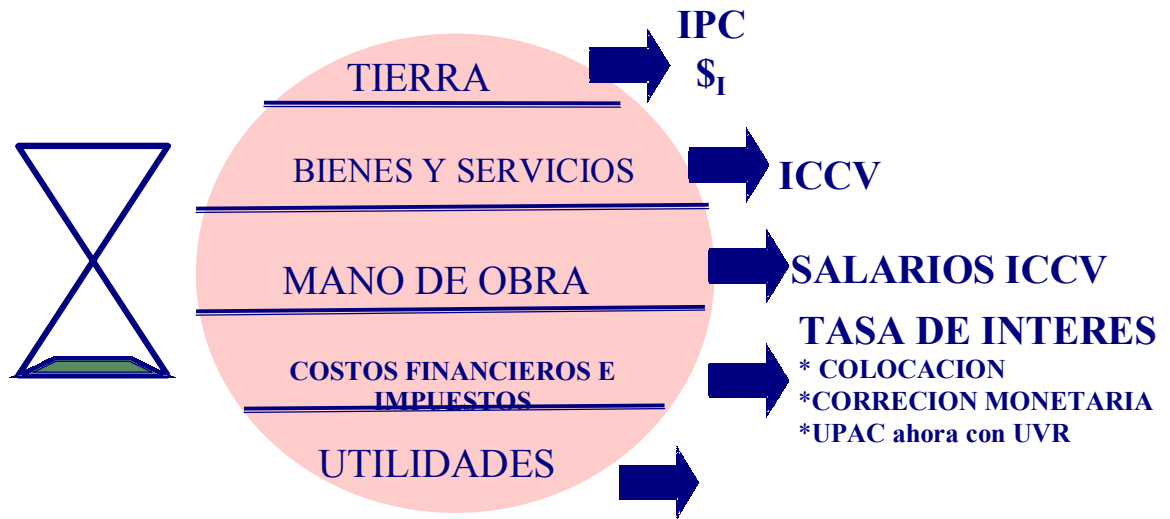 TIERRA
IPC
$I
BIENES Y SERVICIOS
ICCV
MANO DE OBRA
SALARIOS ICCV
COSTOS FINANCIEROS E
IMPUESTOS
TASA DE INTERES
* COLOCACION
*CORRECION MONETARIA
*UPAC ahora con UVR
UTILIDADES